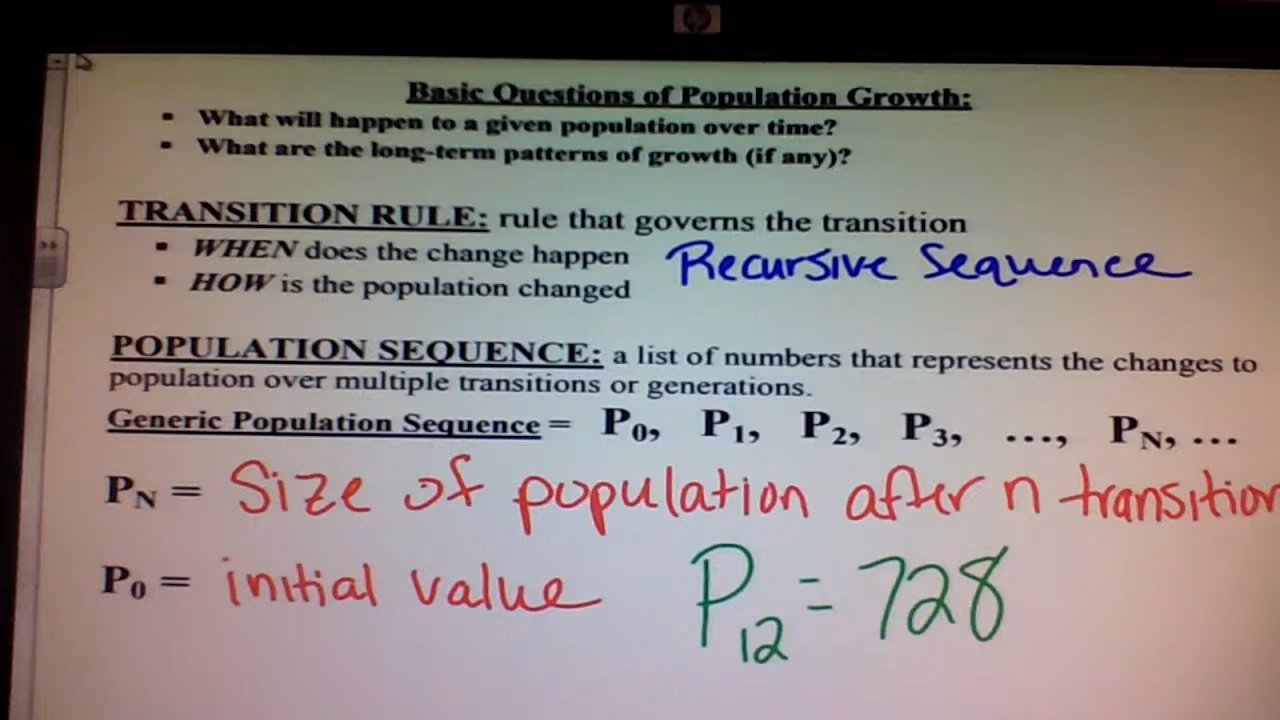 Basic Questions of Population Growth:
▪ What will happen to a given population over time?
▪ What are the long-term patterns of growth (if any)?
TRANSITION RULE: rule that governs the transition
▪ WHEN does the change happen
Recursive Sequence
▪ HOW is the population changed
POPULATION SEQUENCE: a list of numbers that represents the changes to
population over multiple transitions or generations.
Generic Population Sequence = P₀, P₁, P₂, P₃, …, P_N, …
P_N = Size of population after n transition
P₀ = initial value P₁₂ = 728